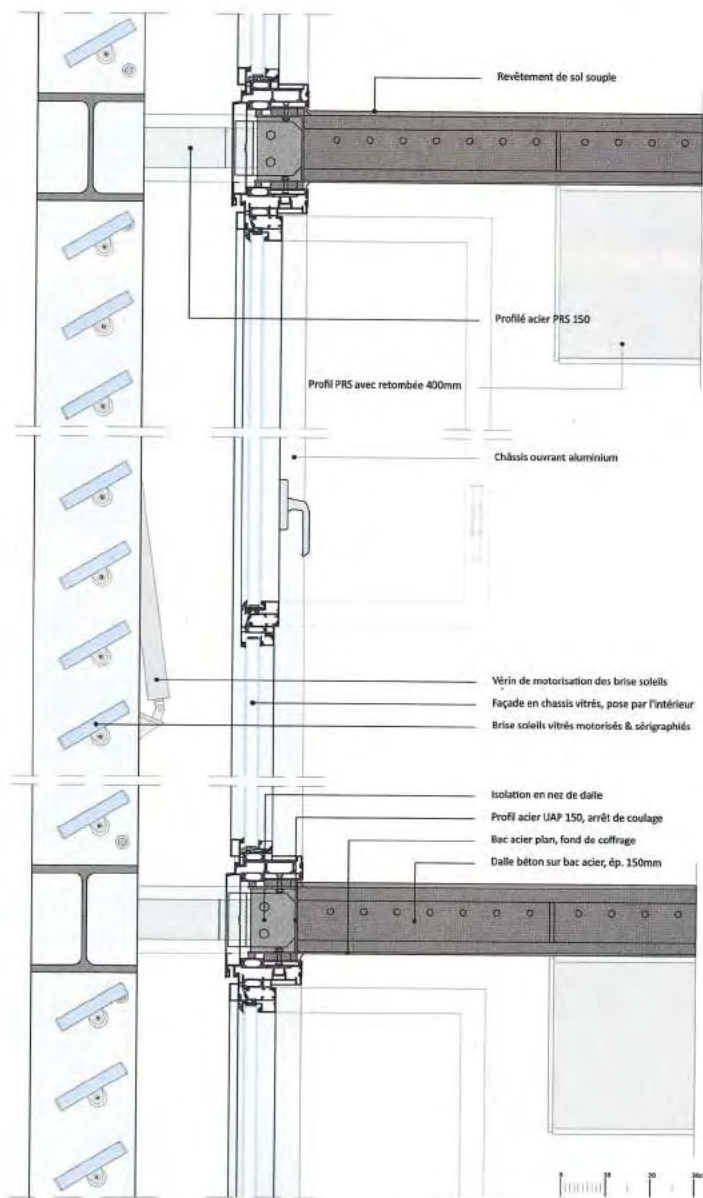 Revêtement de sol souple
Profilé acier PRS 150
Profil PRS avec retombée 400mm
Châssis ouvrant aluminium
Vérin de motorisation des brise soleils
Façade en chassis vitrés, pose par l'intérieur
Brise soleils vitrés motorisés & sérigraphiés
Isolation en nez de dalle
Profil acier UAP 150, arrêt de coulage
Bac acier plan, fond de coffrage
Dalle béton sur bac acier, ép. 150mm
10 20